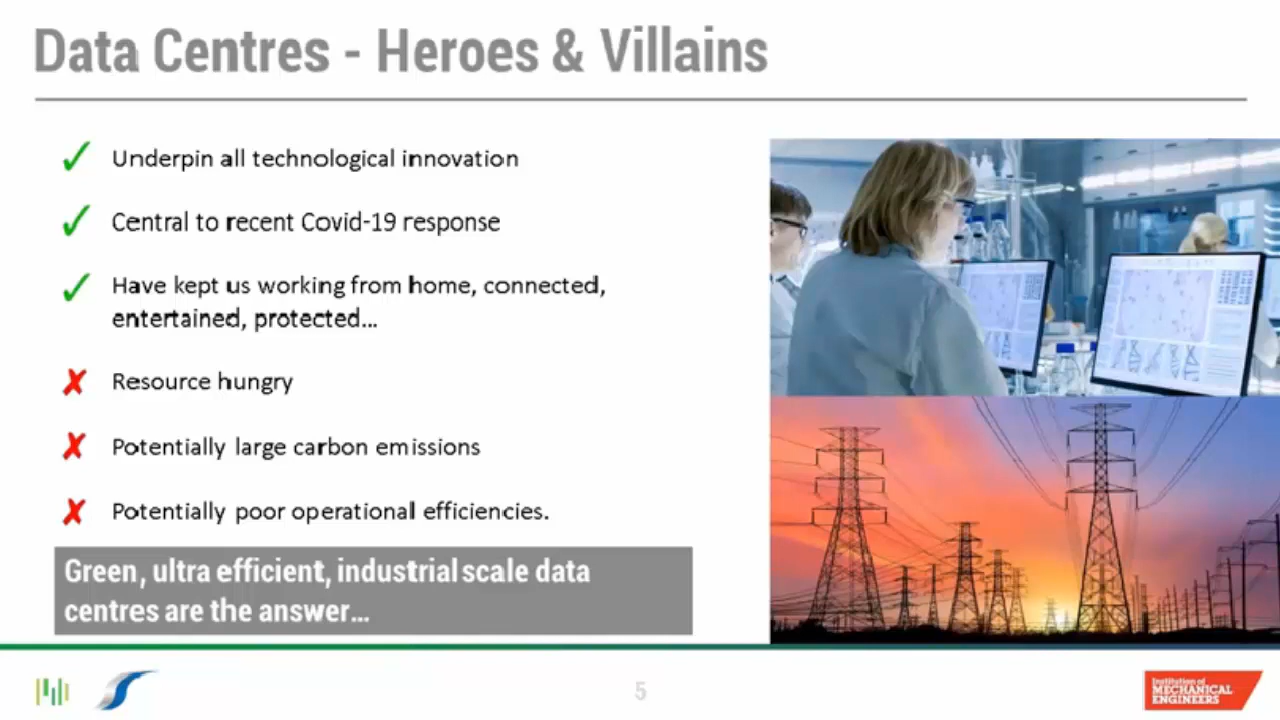 Data Centres - Heroes & Villains
Underpin all technological innovation
Central to recent Covid-19 response
Have kept us working from home, connected,
entertained, protected...
Resource hungry
Potentially large carbon emissions
Potentially poor operational efficiencies.
Green, ultra efficient, industrial scale data
centres are the answer...
5
Institution of
MECHANICAL
ENGINEERS